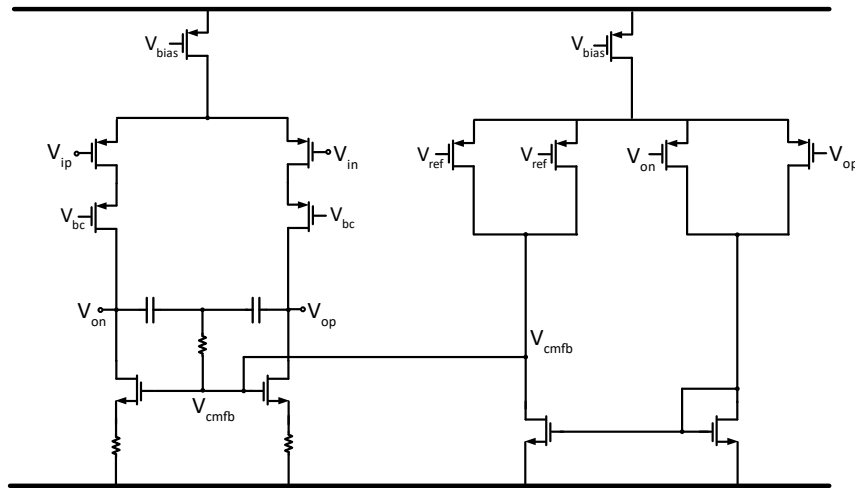 V_bias V_bias
V_ip V_in V_ref V_ref V_on V_op
V_bc V_bc
V_on V_op
V_cmfb
V_cmfb